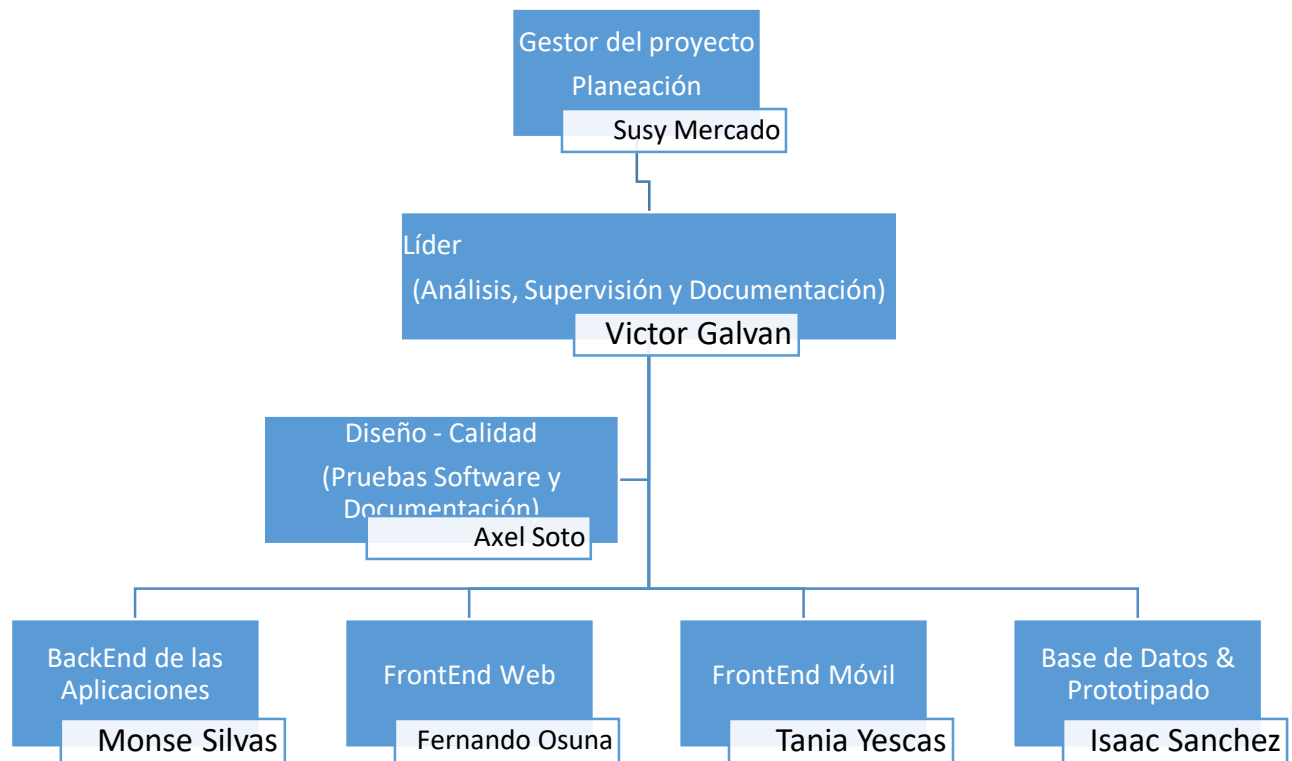 Gestor del proyecto
Planeación
Susy Mercado
Líder
(Análisis, Supervisión y Documentación)
Victor Galvan
Diseño - Calidad
(Pruebas Software y
Documentación)
Axel Soto
BackEnd de las
Aplicaciones
Monse Silvas
FrontEnd Web
Fernando Osuna
FrontEnd Móvil
Tania Yescas
Base de Datos &
Prototipado
Isaac Sanchez